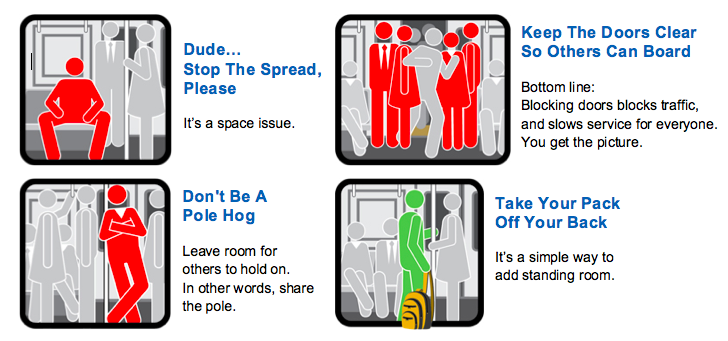 Dude...
Stop The Spread,
Please
It's a space issue.
Keep The Doors Clear
So Others Can Board
Bottom line:
Blocking doors blocks traffic,
and slows service for everyone.
You get the picture.
Don't Be A
Pole Hog
Leave room for
others to hold on.
In other words, share
the pole.
Take Your Pack
Off Your Back
It's a simple way to
add standing room.